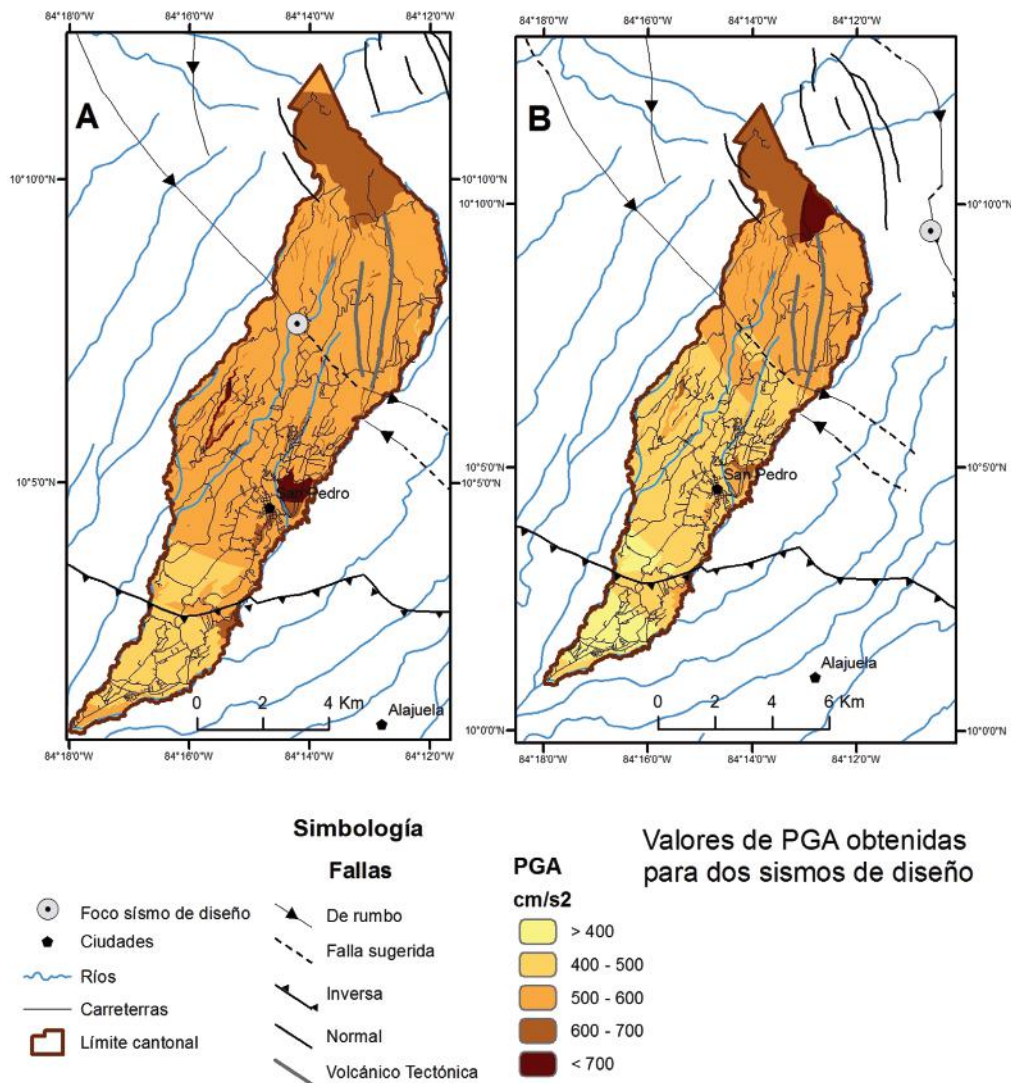 84°18'0"W 84°16'0"W 84°14'0"W 84°12'0"W
84°18'0"W 84°16'0"W 84°14'0"W 84°12'0"W
A
B
10°10'0"N
10°10'0"N
10°10'0"N
10°5'0"N
10°5'0"N
10°5'0"N
San Pedro
San Pedro
Alajuela
Alajuela
0 2 4 Km
0 2 4 6 Km
10°0'0"N
10°0'0"N
10°0'0"N
84°18'0"W 84°16'0"W 84°14'0"W 84°12'0"W
84°18'0"W 84°16'0"W 84°14'0"W 84°12'0"W
Simbología
Foco sísmo de diseño
Ciudades
Ríos
Carreterras
Límite cantonal
Fallas
De rumbo
Falla sugerida
Inversa
Normal
Volcánico Tectónica
PGA
cm/s2
> 400
400 - 500
500 - 600
600 - 700
< 700
Valores de PGA obtenidas
para dos sismos de diseño